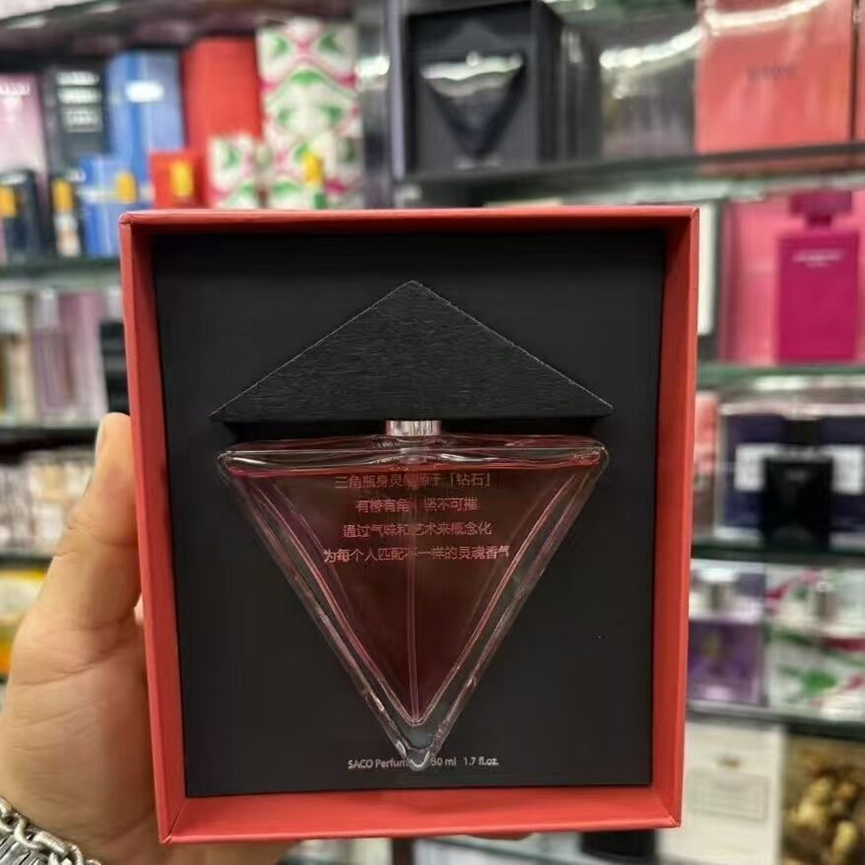 三角瓶身灵 于「钻石」
有棱有角 坚不可摧
通过气味和艺术来概念化
为每个人匹配不一样的灵魂香气
SACO Perfum 50 ml 1.7 fl.oz.